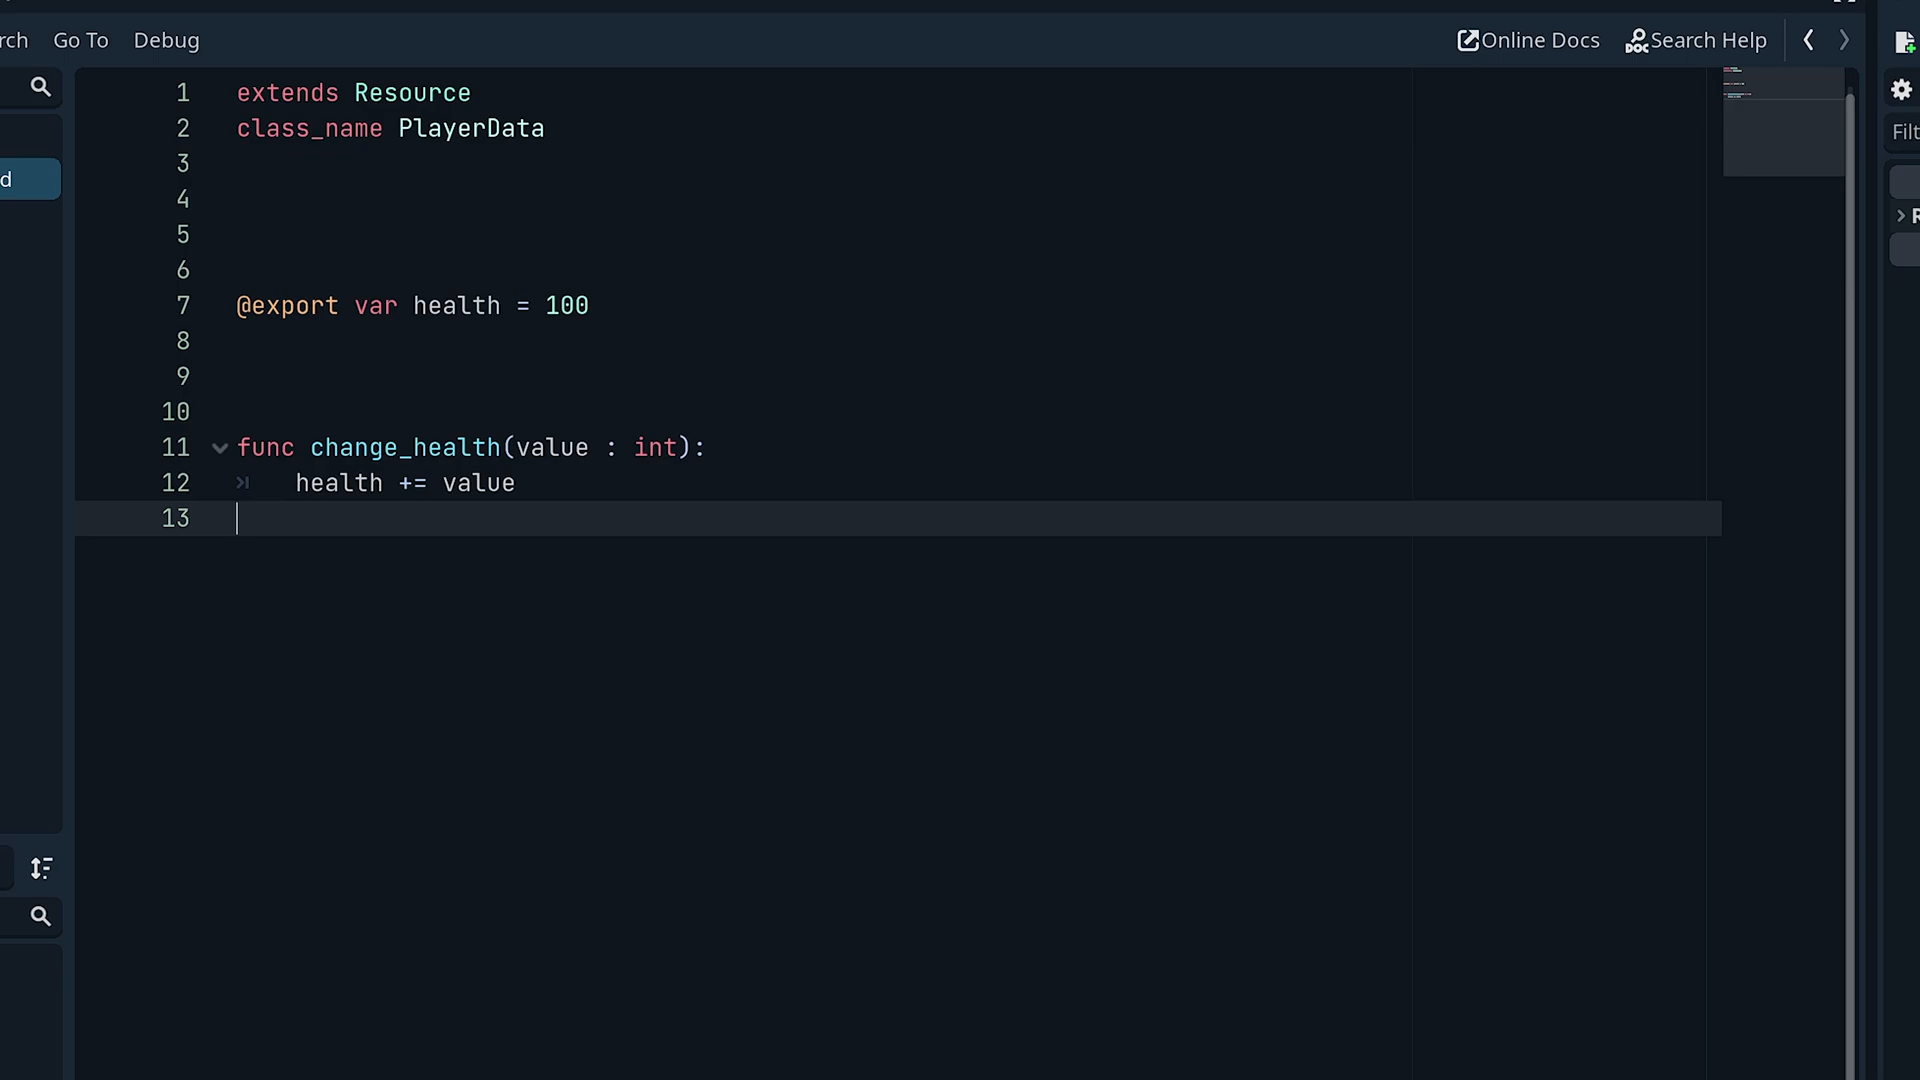 rch Go To Debug Online Docs Search Help
1 extends Resource
2 class_name PlayerData
3
4
5
6
7 @export var health = 100
8
9
10
11 func change_health(value : int):
12 health += value
13
d
Filt
R